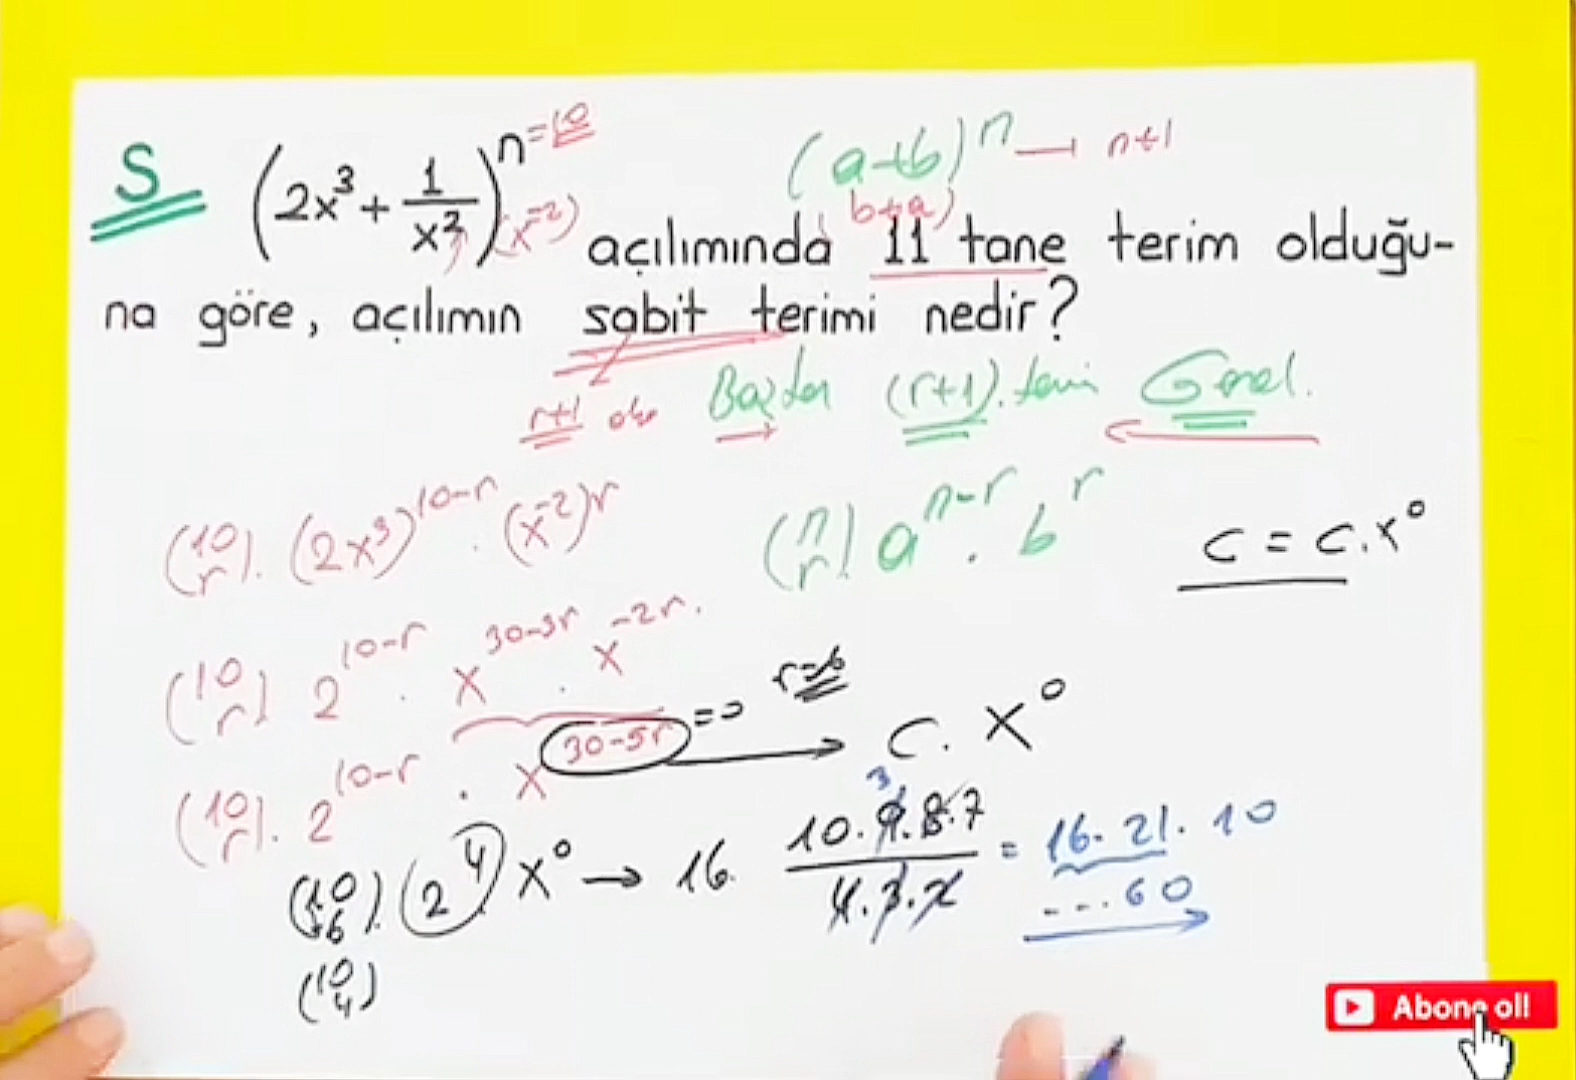 S (2x³ + 1/x²)ⁿ =10 (x⁻²) açılımında 11 tane terim olduğu-
na göre, açılımın sabit terimi nedir?
(a+b)ⁿ → n+1
b+a)
r+1 Baştan (r+1). terim Genel.
(10 r). (2x³)¹⁰⁻ʳ . (x⁻²)ʳ
(n r) aⁿ⁻ʳ . bʳ
c = c.x⁰
(10 r) 2¹⁰⁻ʳ . x³⁰⁻³ʳ . x⁻²ʳ.
(10 r). 2¹⁰⁻ʳ . x³⁰⁻⁵ʳ =0 r=6 → c. x⁰
(10 6). (2⁴) x⁰ → 16. 10.9.8.7 / 4.3.2 = 16. 21. 10
3
...60
(10 4)
Abone ol!